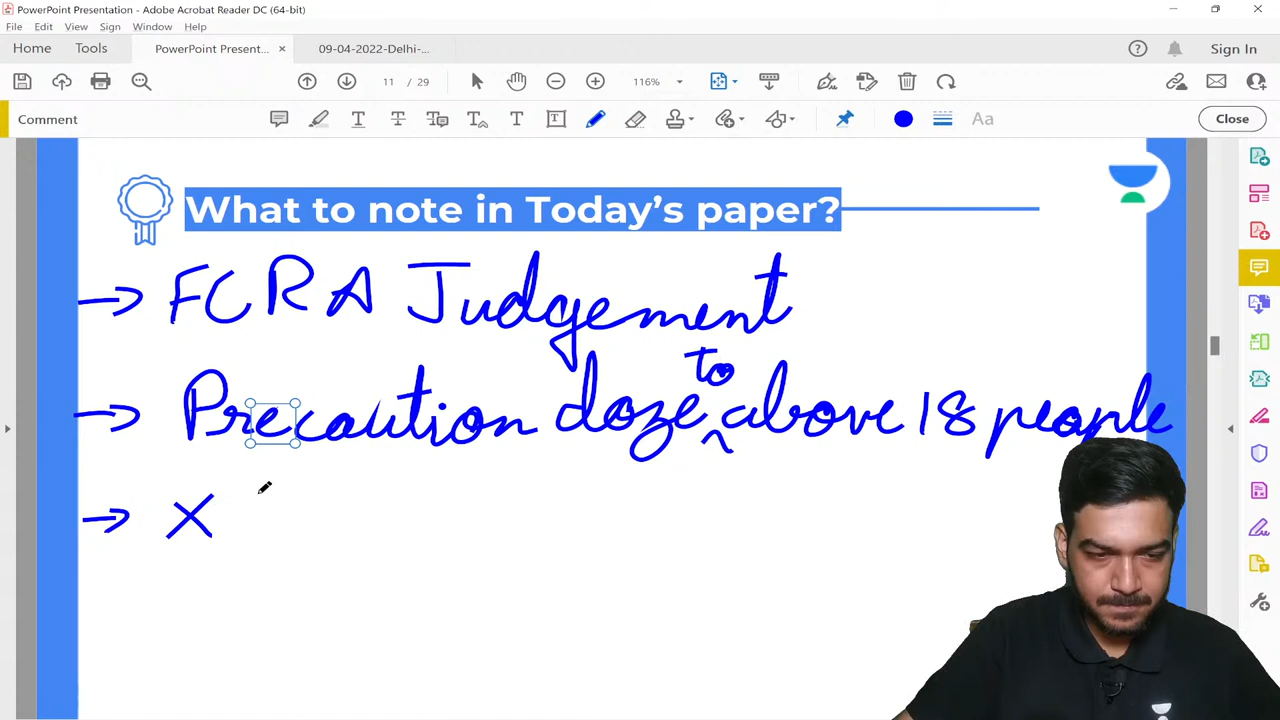 PowerPoint Presentation - Adobe Acrobat Reader DC (64-bit)
File Edit View Sign Window Help
Home Tools PowerPoint Present... × 09-04-2022-Delhi-... Sign In
11 / 29 116%
Comment Aa Close
What to note in Today's paper?
→ FCRA Judgement
to
→ Precaution doze ^ above 18 people
→ X